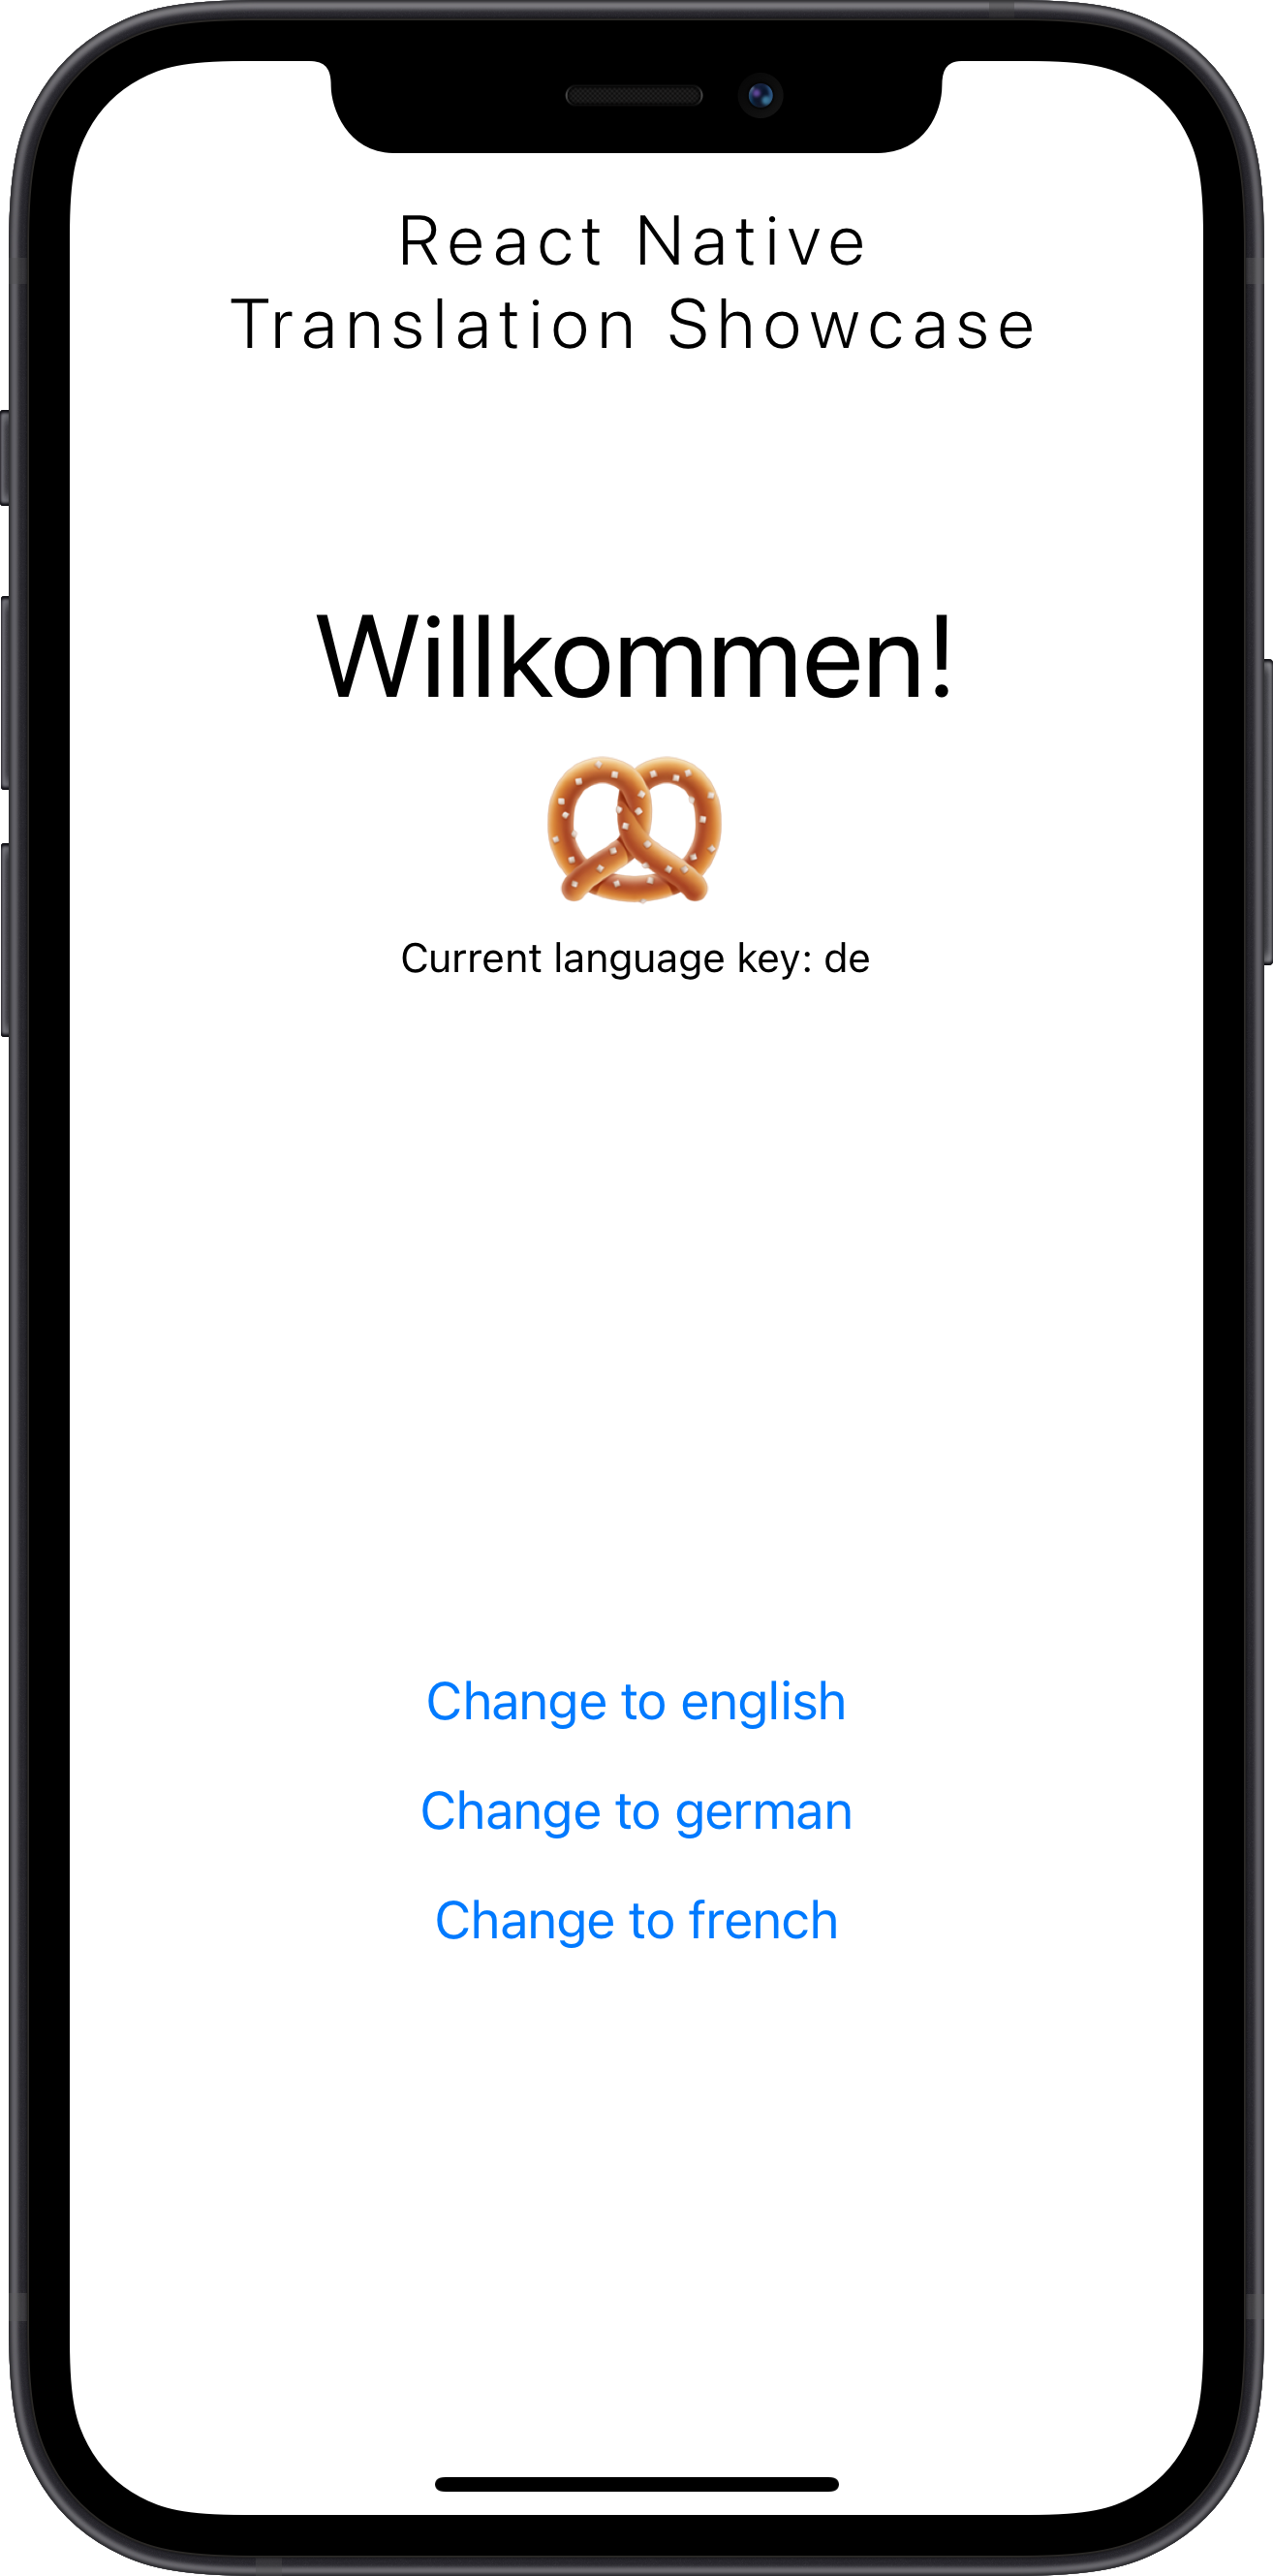 React Native
Translation Showcase
Willkommen!
Current language key: de
Change to english
Change to german
Change to french